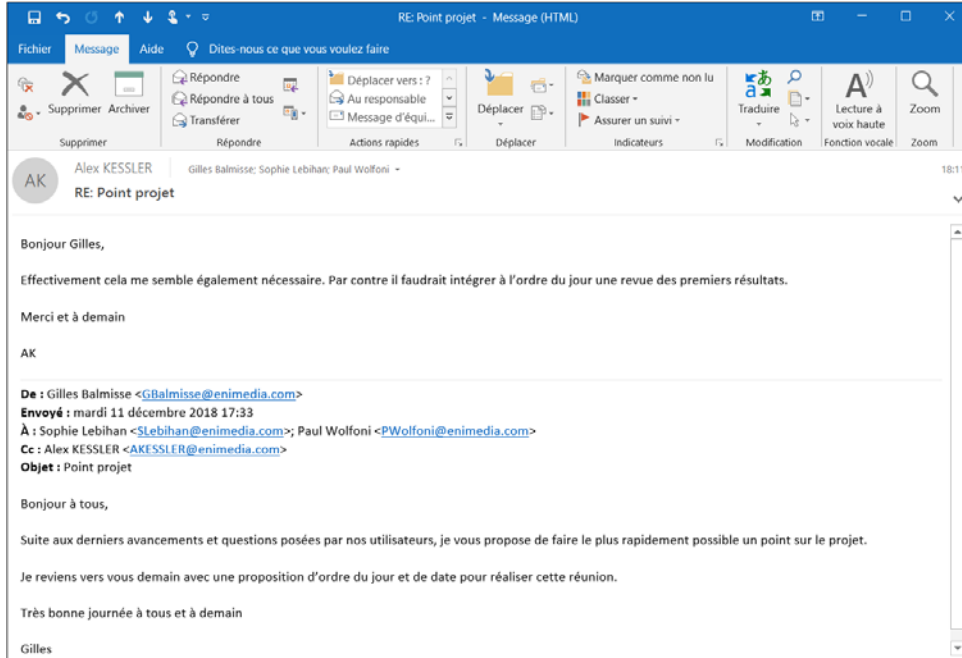 RE: Point projet - Message (HTML)
Fichier Message Aide Dites-nous ce que vous voulez faire
Supprimer Archiver
Supprimer
Répondre
Répondre à tous
Transférer
Répondre
Déplacer vers : ?
Au responsable
Message d'équi...
Actions rapides
Déplacer
Déplacer
Marquer comme non lu
Classer
Assurer un suivi
Indicateurs
Traduire
Modification
Lecture à
voix haute
Fonction vocale
Zoom
Zoom
AK
Alex KESSLER Gilles Balmisse; Sophie Lebihan; Paul Wolfoni
18:11
RE: Point projet
Bonjour Gilles,
Effectivement cela me semble également nécessaire. Par contre il faudrait intégrer à l'ordre du jour une revue des premiers résultats.
Merci et à demain
AK
De : Gilles Balmisse <GBalmisse@enimedia.com>
Envoyé : mardi 11 décembre 2018 17:33
À : Sophie Lebihan <SLebihan@enimedia.com>; Paul Wolfoni <PWolfoni@enimedia.com>
Cc : Alex KESSLER <AKESSLER@enimedia.com>
Objet : Point projet
Bonjour à tous,
Suite aux derniers avancements et questions posées par nos utilisateurs, je vous propose de faire le plus rapidement possible un point sur le projet.
Je reviens vers vous demain avec une proposition d'ordre du jour et de date pour réaliser cette réunion.
Très bonne journée à tous et à demain
Gilles